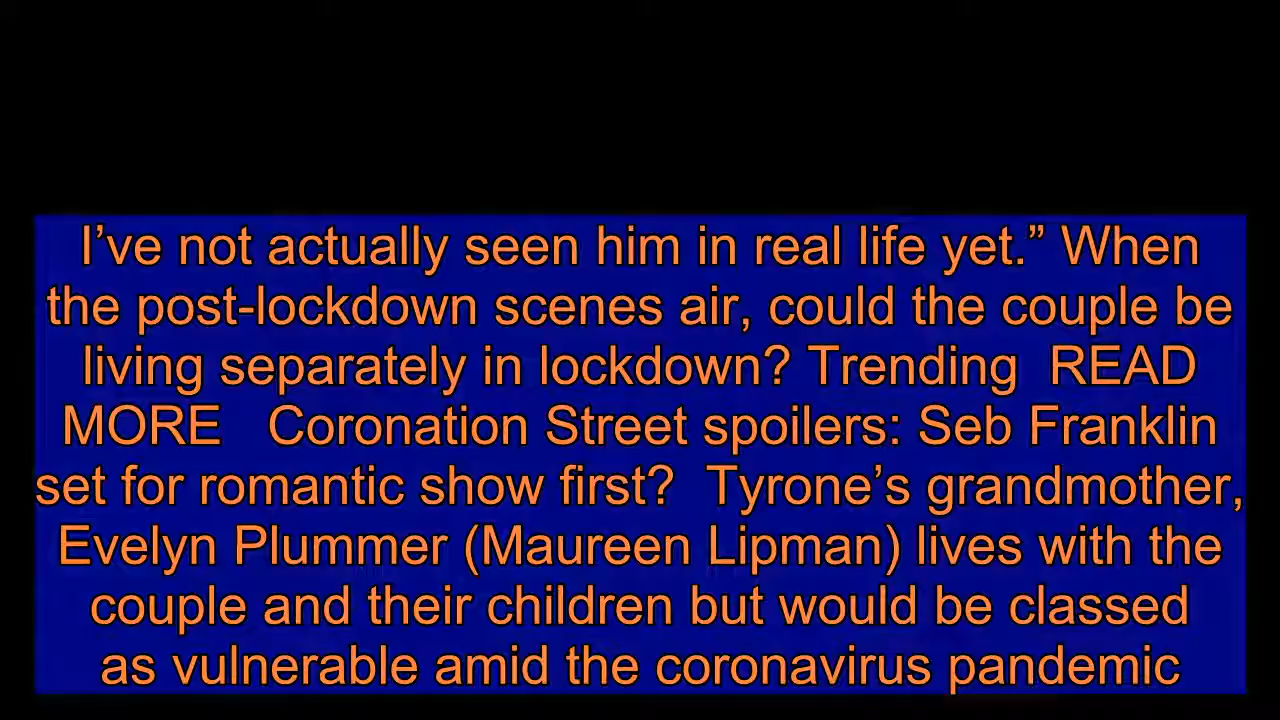 I’ve not actually seen him in real life yet.” When
the post-lockdown scenes air, could the couple be
living separately in lockdown? Trending  READ
MORE   Coronation Street spoilers: Seb Franklin
set for romantic show first?  Tyrone’s grandmother,
Evelyn Plummer (Maureen Lipman) lives with the
couple and their children but would be classed
as vulnerable amid the coronavirus pandemic